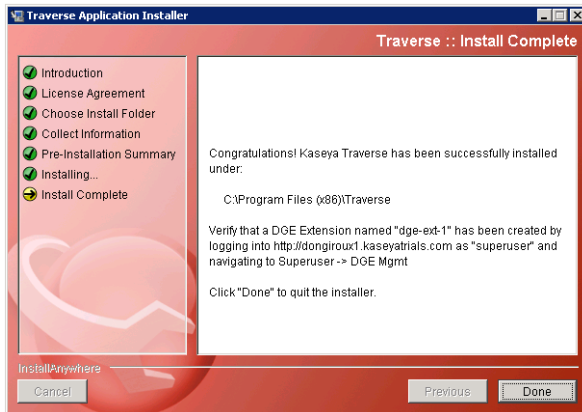 Traverse Application Installer
Traverse :: Install Complete
Introduction
License Agreement
Choose Install Folder
Collect Information
Pre-Installation Summary
Installing...
Install Complete
Congratulations! Kaseya Traverse has been successfully installed
under:
C:\Program Files (x86)\Traverse
Verify that a DGE Extension named "dge-ext-1" has been created by
logging into http://dongiroux1.kaseyatrials.com as "superuser" and
navigating to Superuser -> DGE Mgmt
Click "Done" to quit the installer.
InstallAnywhere
Cancel
Previous
Done